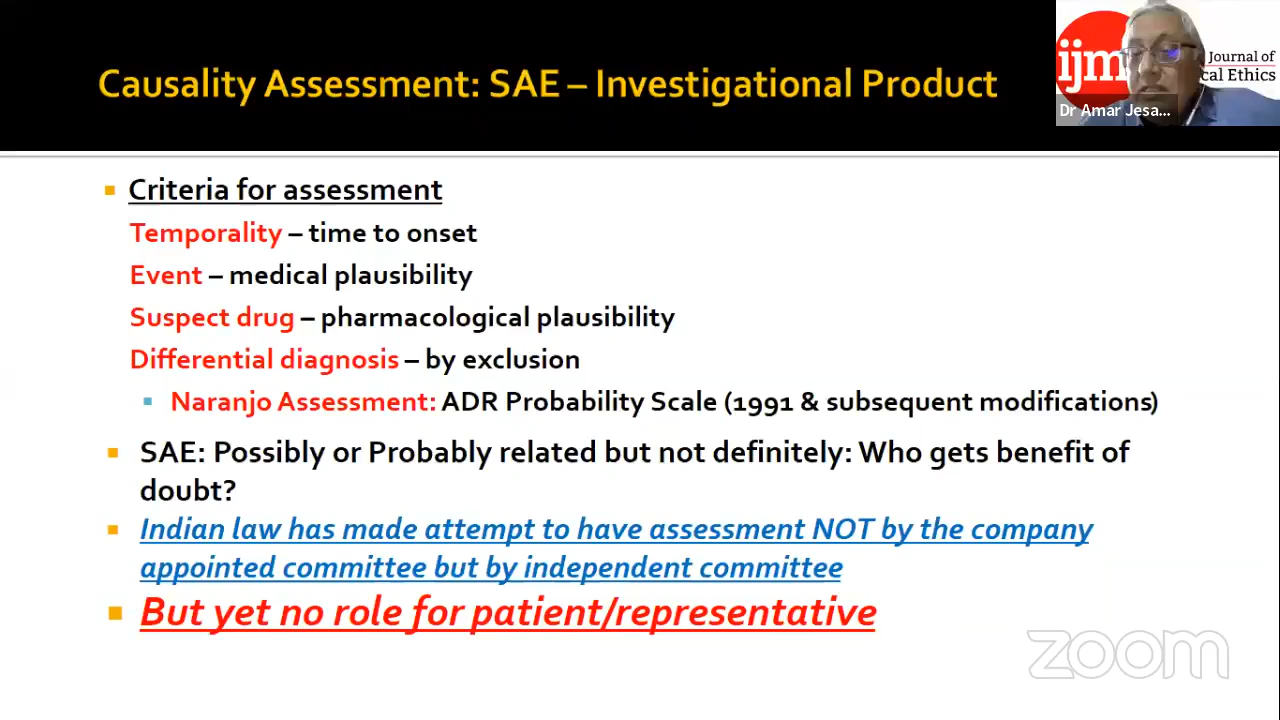 Causality Assessment: SAE – Investigational Product
ijm
Journal of
cal Ethics
Dr Amar Jesa...
Criteria for assessment
Temporality – time to onset
Event – medical plausibility
Suspect drug – pharmacological plausibility
Differential diagnosis – by exclusion
Naranjo Assessment: ADR Probability Scale (1991 & subsequent modifications)
SAE: Possibly or Probably related but not definitely: Who gets benefit of
doubt?
Indian law has made attempt to have assessment NOT by the company
appointed committee but by independent committee
But yet no role for patient/representative
zoom